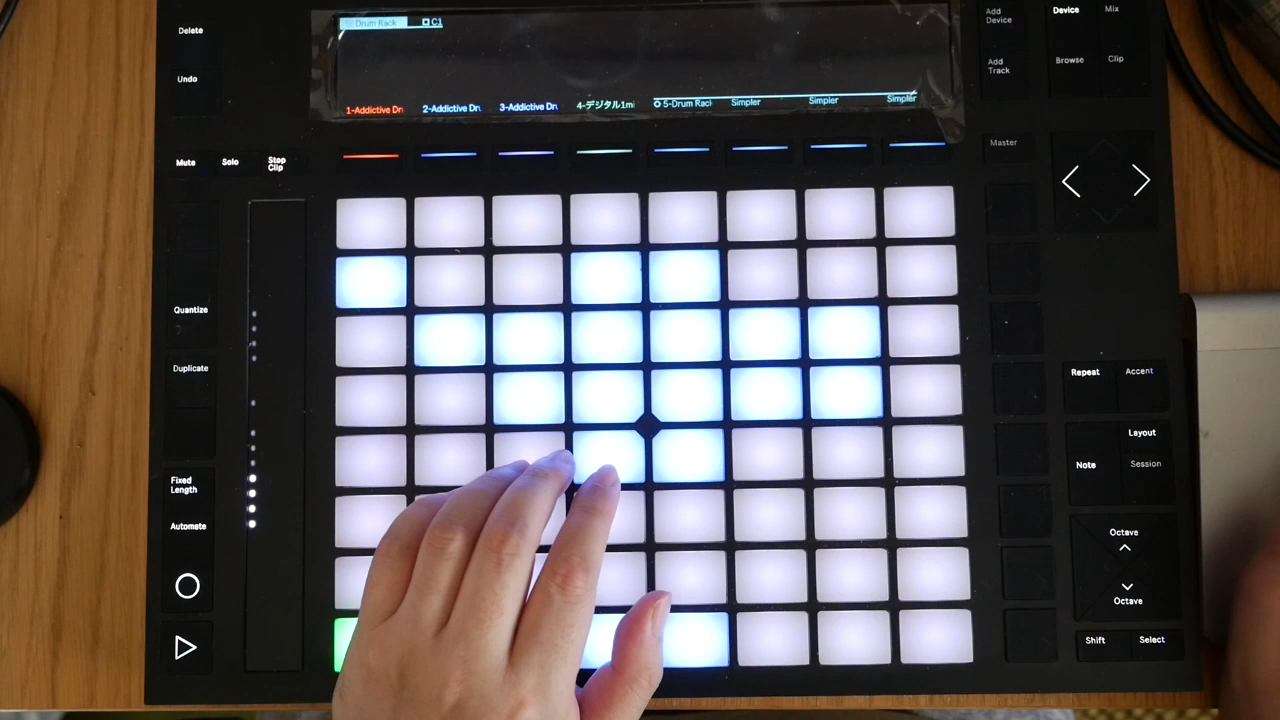 Delete
Undo
Drum Rack
C1
1-Addictive Dr
2-Addictive Dr
3-Addictive Dr
4-デジタル1mi
5-Drum Rack
Simpler
Simpler
Simpler
Add
Device
Device
Mix
Add
Track
Browse
Clip
Mute
Solo
Stop
Clip
Master
Quantize
Duplicate
Repeat
Accent
Layout
Note
Session
Fixed
Length
Automate
Octave
Octave
Shift
Select